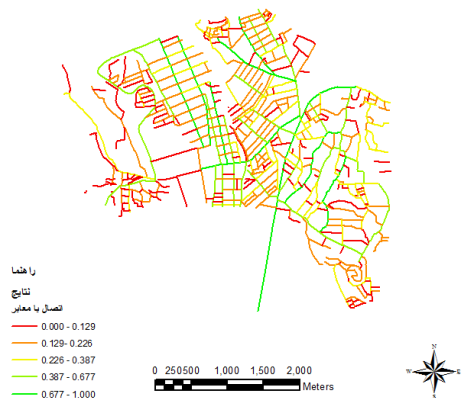 راهنما
نتایج
اتصال با معابر
0.000 - 0.129
0.129- 0.226
0.226 - 0.387
0.387 - 0.677
0.677 - 1.000
0 250500 1,000 1,500 2,000
Meters
N
W E
S